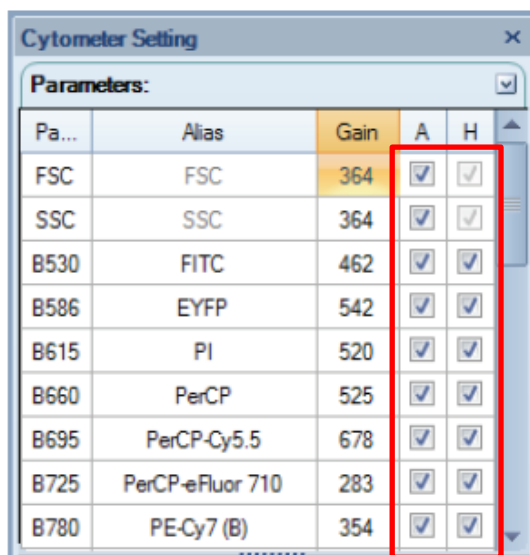 Cytometer Setting
Parameters:
Pa... Alias Gain A H
FSC FSC 364
SSC SSC 364
B530 FITC 462
B586 EYFP 542
B615 PI 520
B660 PerCP 525
B695 PerCP-Cy5.5 678
B725 PerCP-eFluor 710 283
B780 PE-Cy7 (B) 354